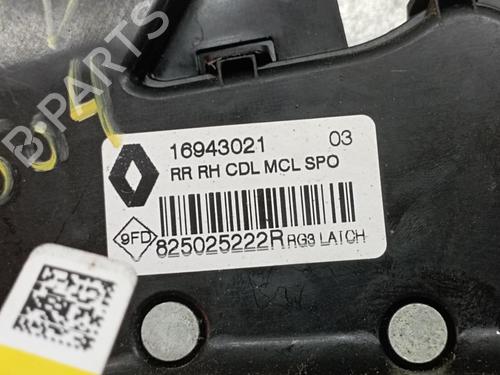 B PARTS
16943021 03
RR RH CDL MCL SPO
9FD 825025222R RG3 LATCH